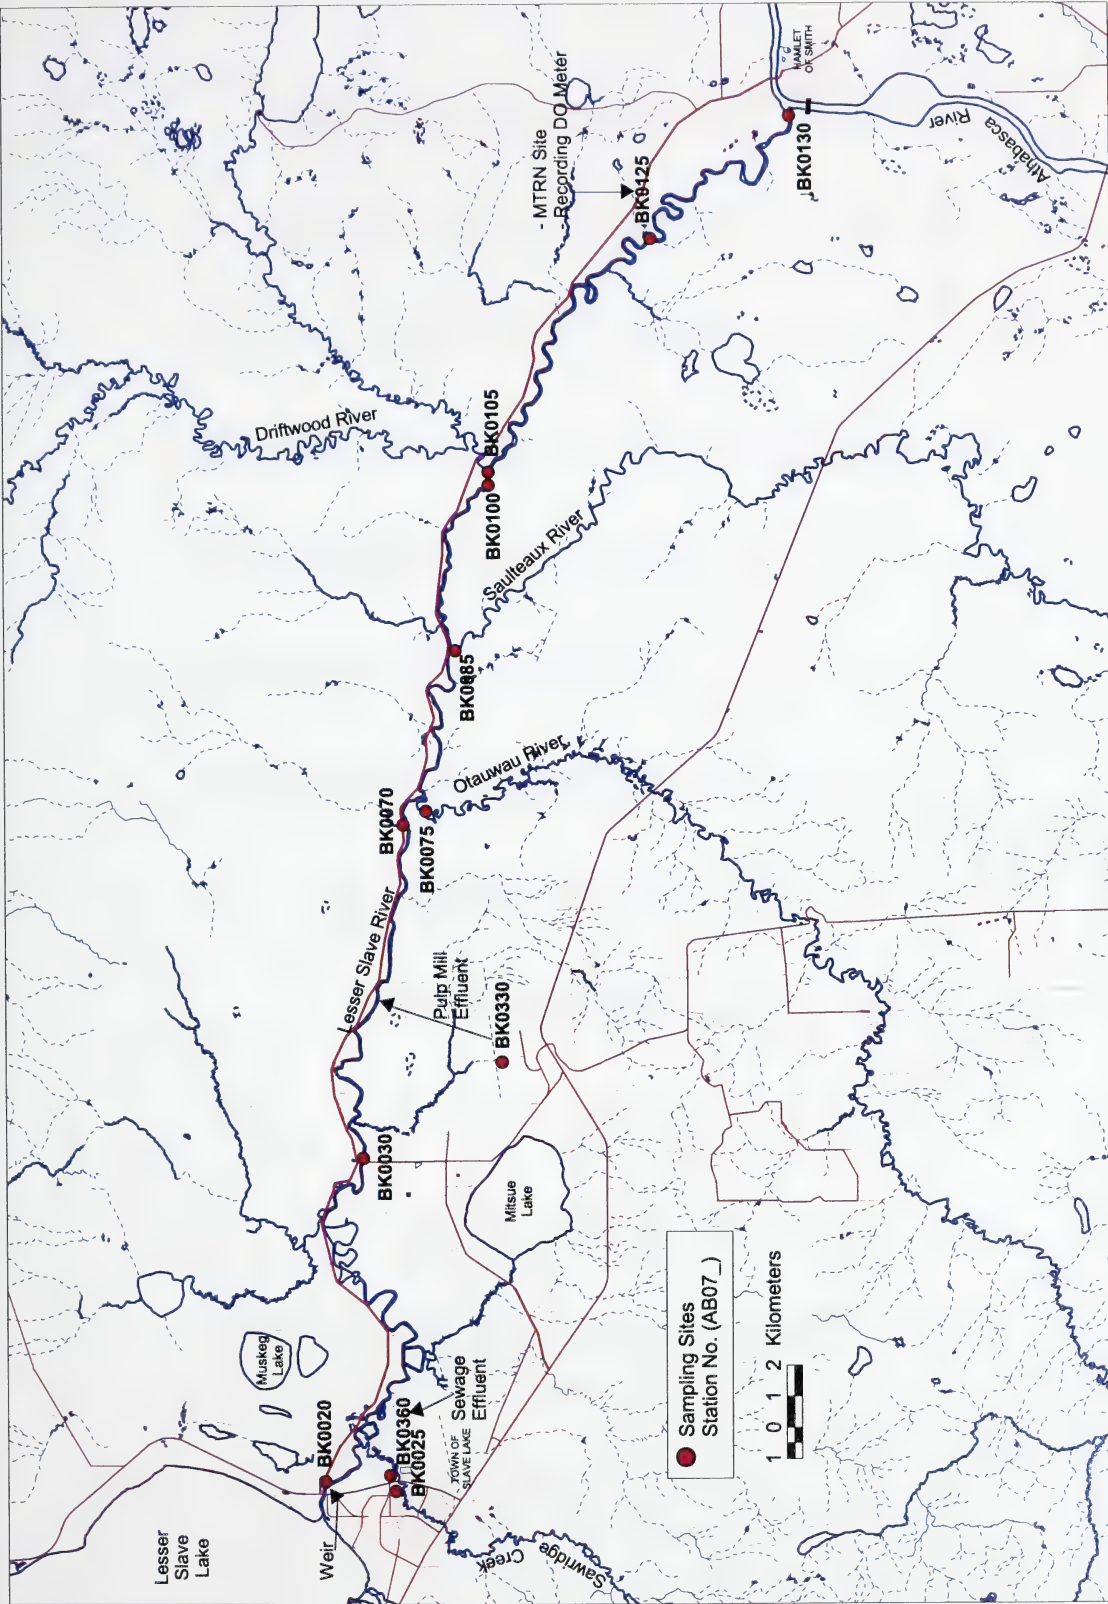 Lesser
Slave
Lake
Weir
BK0020
Muskeg
Lake
BK0360
BK0025
TOWN OF
SLAVE LAKE
Sewage
Effluent
Sawridge
Creek
BK0030
Mitsue
Lake
Lesser Slave River
Pulp Mill
Effluent
BK0330
BK0070
BK0075
Otauwau River
BK0085
Saulteaux River
BK0100
BK0105
Driftwood River
- MTRN Site
- Recording DO Meter
BK0125
BK0130
HAMLET
OF SMITH
Athabasca
River
Sampling Sites
Station No. (AB07_)
1 0 1 2 Kilometers